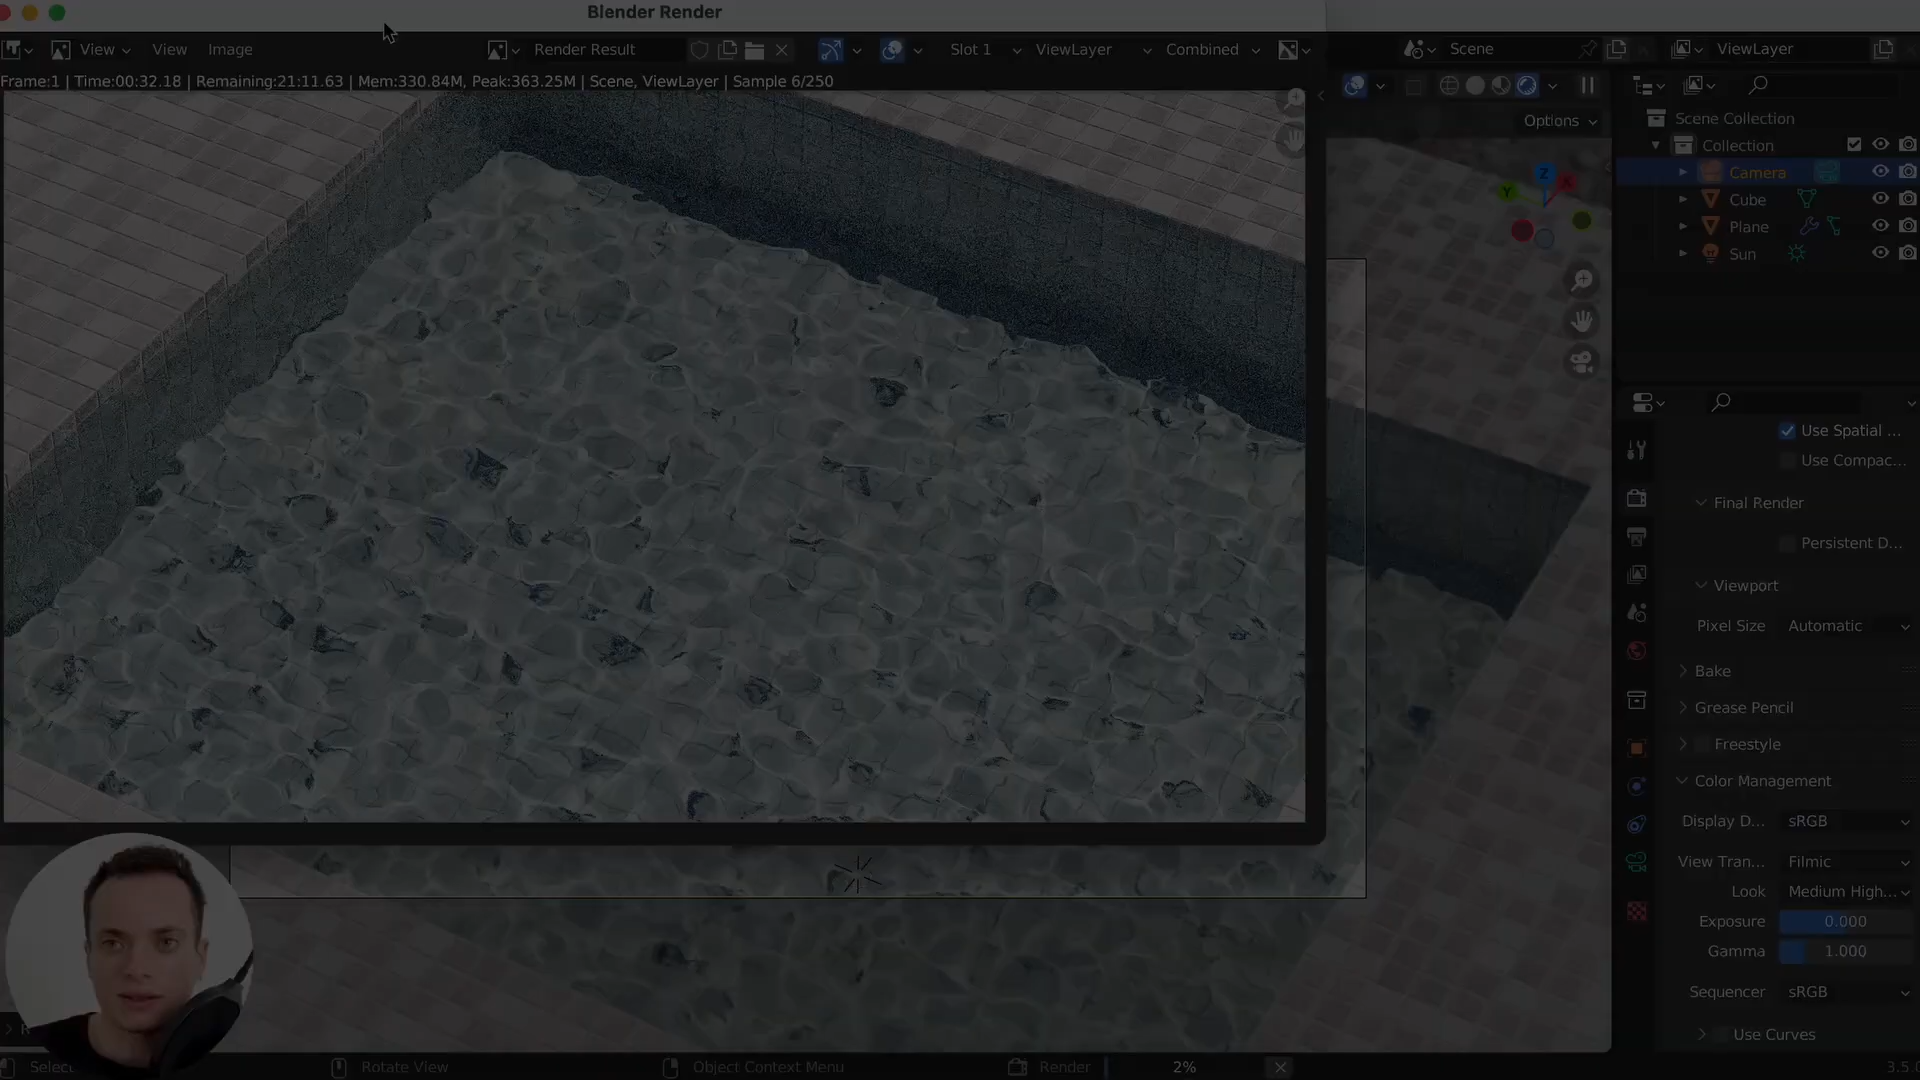 Blender Render
View View Image Render Result Slot 1 ViewLayer Combined
Scene ViewLayer
Frame:1 | Time:00:32.18 | Remaining:21:11.63 | Mem:330.84M, Peak:363.25M | Scene, ViewLayer | Sample 6/250
Options
Scene Collection
Collection
Camera
Cube
Plane
Sun
Z
X
Y
Use Spatial ...
Use Compac...
Final Render
Persistent D...
Viewport
Pixel Size Automatic
Bake
Grease Pencil
Freestyle
Color Management
Display D... sRGB
View Tran... Filmic
Look Medium High...
Exposure 0.000
Gamma 1.000
Sequencer sRGB
Use Curves
R
Select Rotate View Object Context Menu Render 2%